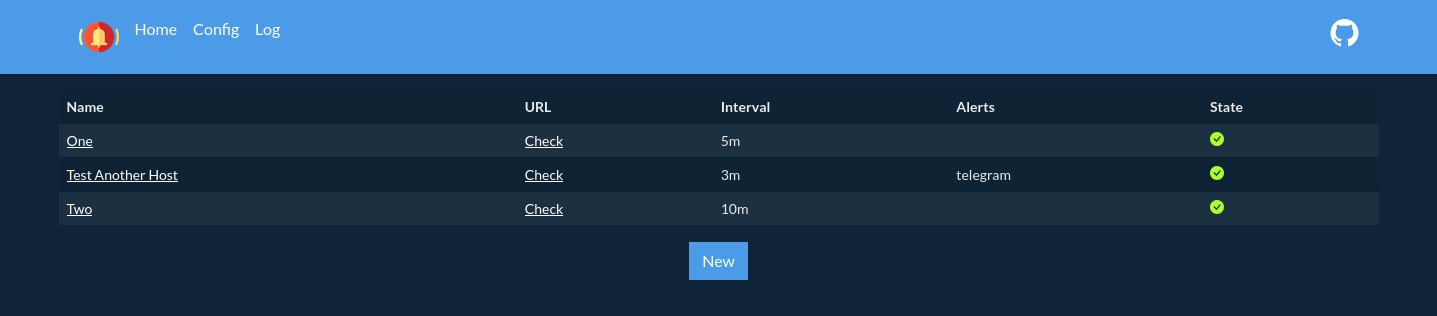 Home Config Log
Name URL Interval Alerts State
One Check 5m
Test Another Host Check 3m telegram
Two Check 10m
New